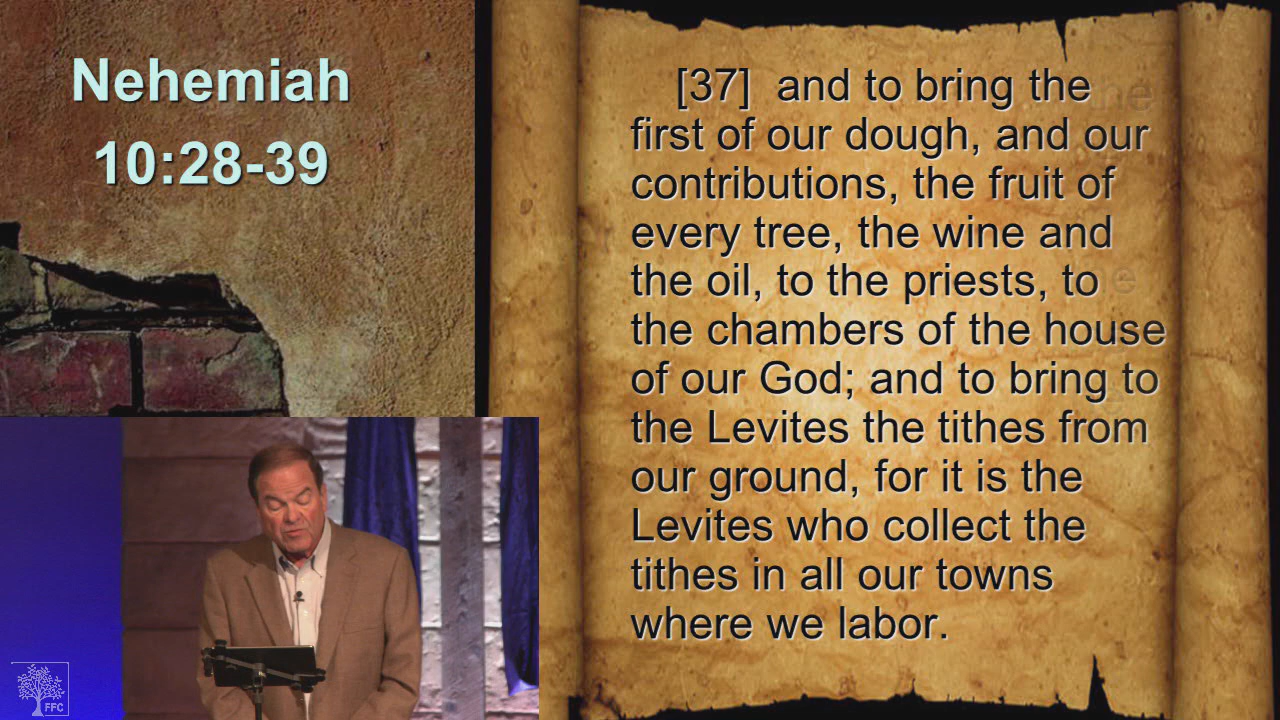 Nehemiah
10:28-39
[37] and to bring the
first of our dough, and our
contributions, the fruit of
every tree, the wine and
the oil, to the priests, to
the chambers of the house
of our God; and to bring to
the Levites the tithes from
our ground, for it is the
Levites who collect the
tithes in all our towns
where we labor.
FFC